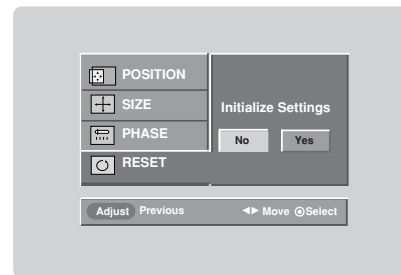 POSITION
SIZE
PHASE
RESET
Initialize Settings
No Yes
Adjust Previous ◄► Move ⦿Select